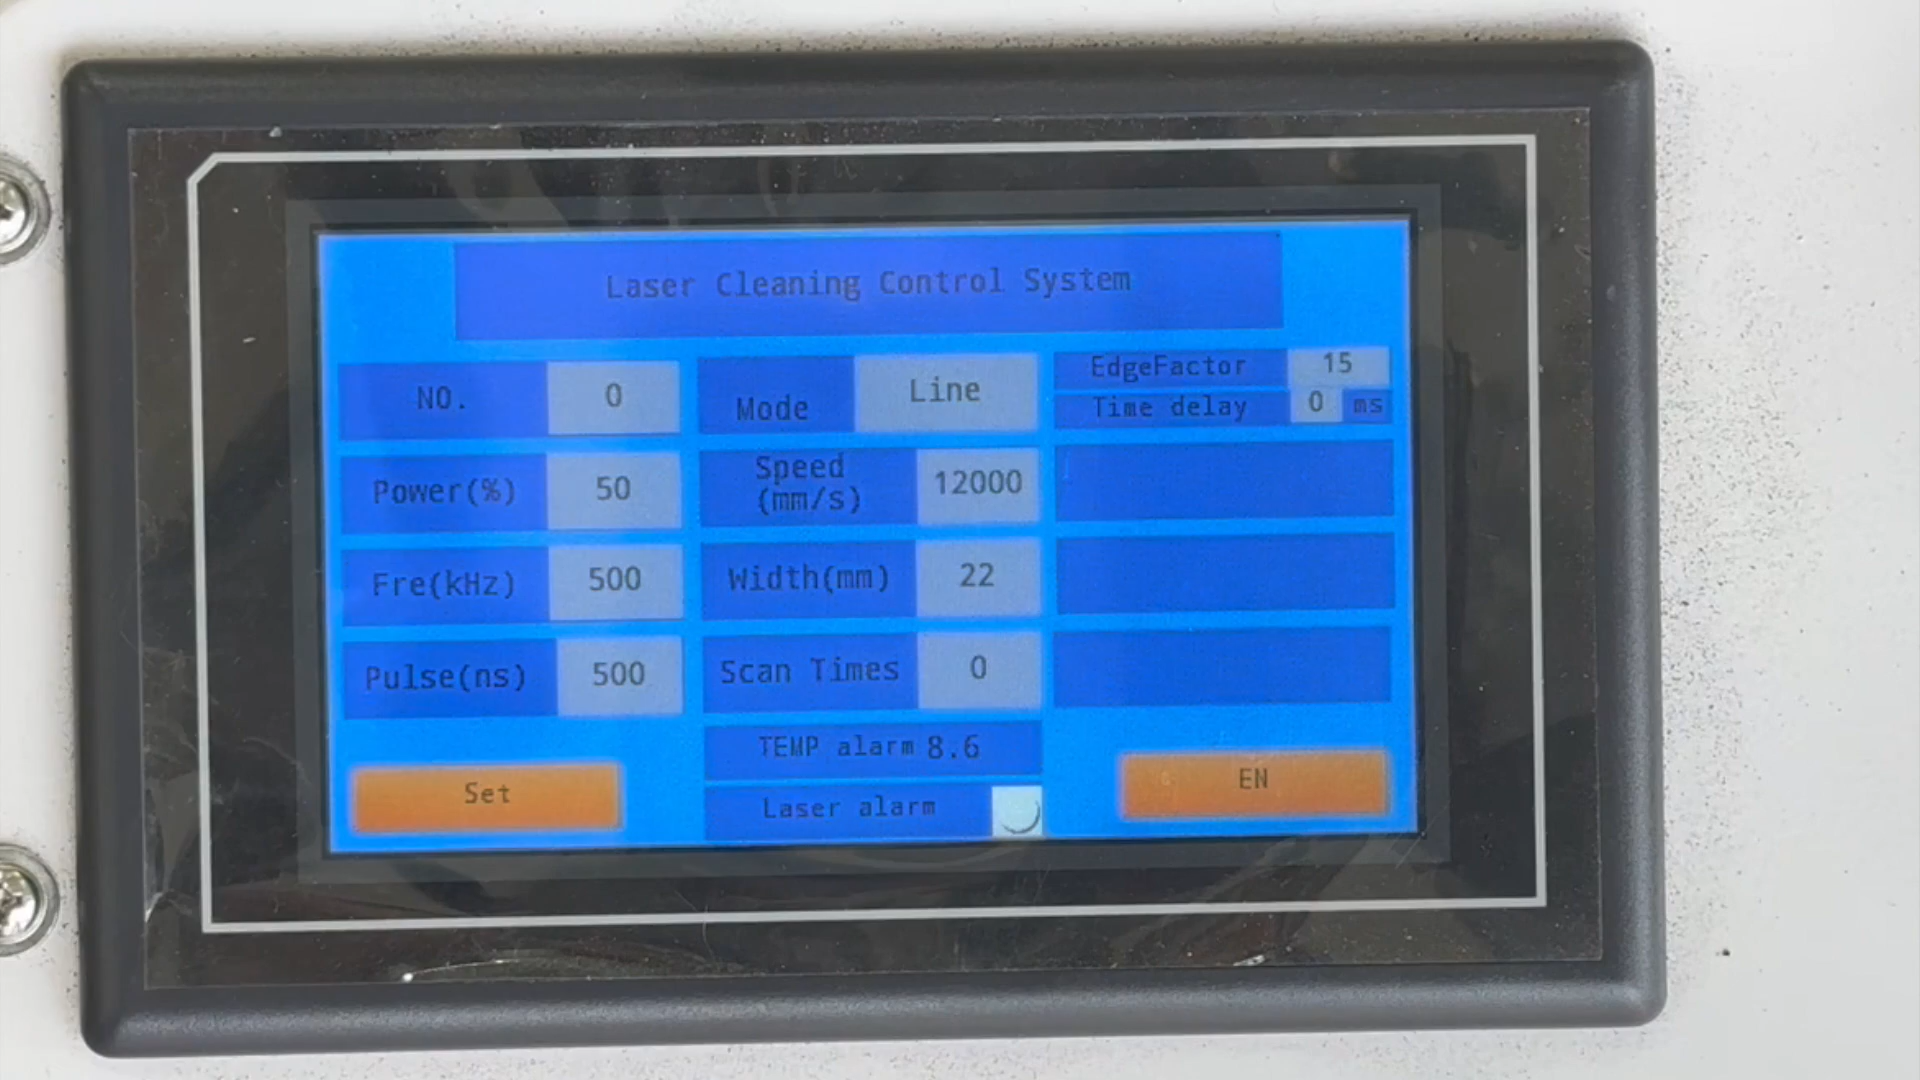 Laser Cleaning Control System
NO. 0
Mode Line
EdgeFactor 15
Time delay 0 ms
Power(%) 50
Speed
(mm/s) 12000
Fre(kHz) 500
Width(mm) 22
Pulse(ns) 500
Scan Times 0
TEMP alarm 8.6
Laser alarm
Set
EN